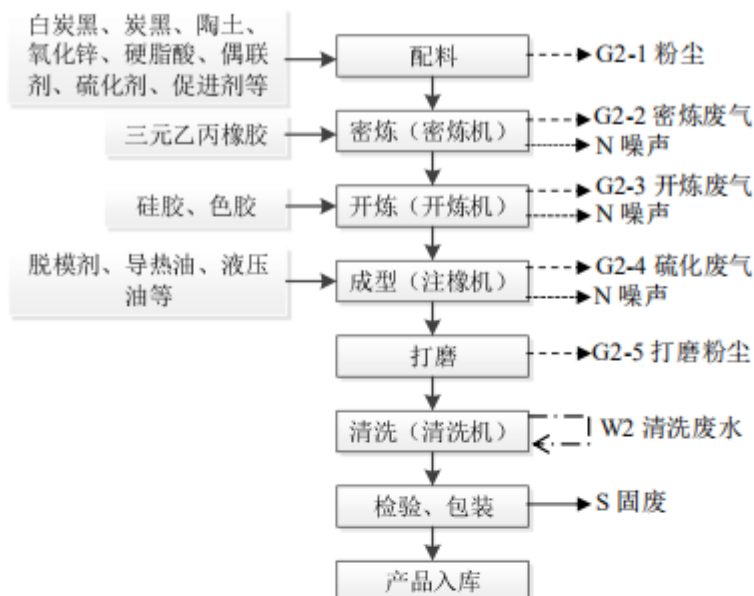 白炭黑、炭黑、陶土、
氧化锌、硬脂酸、偶联
剂、硫化剂、促进剂等
配料
G2-1 粉尘
三元乙丙橡胶
密炼（密炼机）
G2-2 密炼废气
N 噪声
硅胶、色胶
开炼（开炼机）
G2-3 开炼废气
N 噪声
脱模剂、导热油、液压
油等
成型（注橡机）
G2-4 硫化废气
N 噪声
打磨
G2-5 打磨粉尘
清洗（清洗机）
W2 清洗废水
检验、包装
S 固废
产品入库